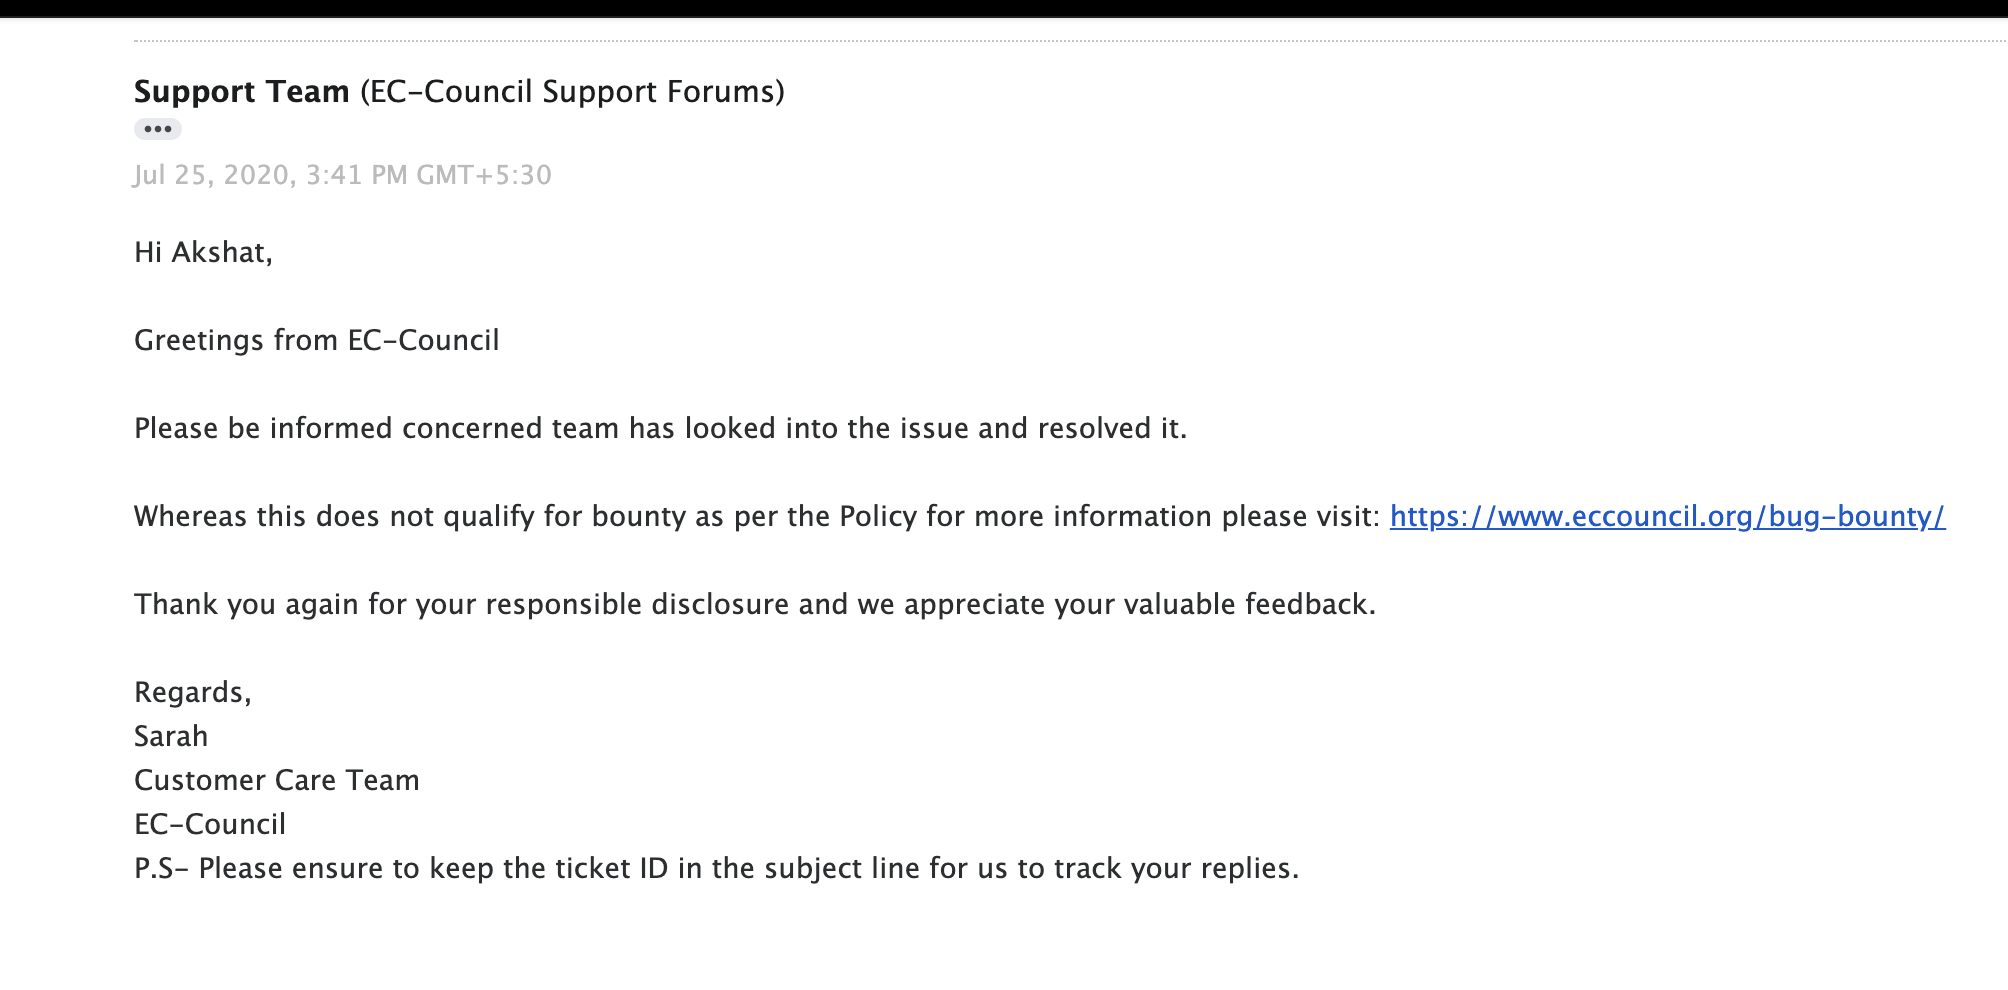 Support Team (EC-Council Support Forums)
•••
Jul 25, 2020, 3:41 PM GMT+5:30
Hi Akshat,
Greetings from EC-Council
Please be informed concerned team has looked into the issue and resolved it.
Whereas this does not qualify for bounty as per the Policy for more information please visit: https://www.eccouncil.org/bug-bounty/
Thank you again for your responsible disclosure and we appreciate your valuable feedback.
Regards,
Sarah
Customer Care Team
EC-Council
P.S- Please ensure to keep the ticket ID in the subject line for us to track your replies.